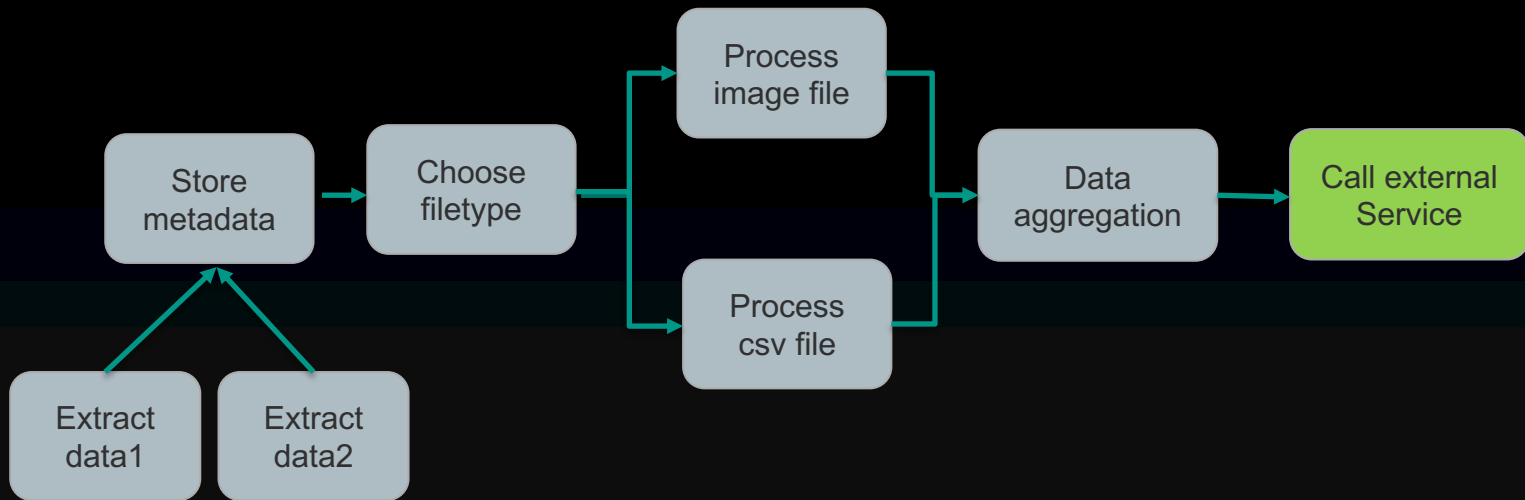 Process
image file
Store
metadata
Choose
filetype
Data
aggregation
Call external
Service
Process
csv file
Extract
data1
Extract
data2